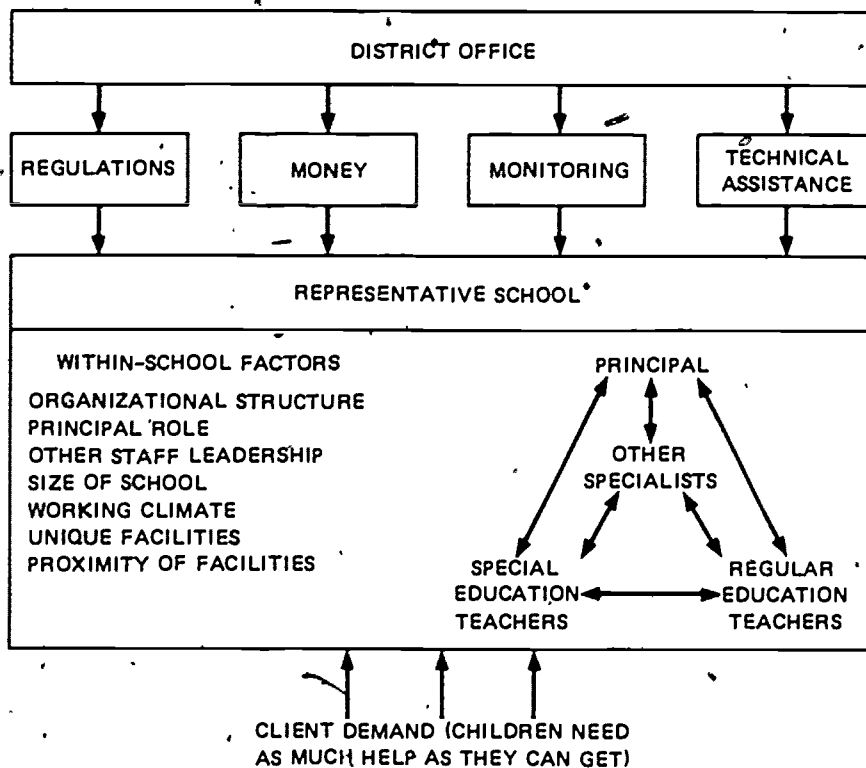 DISTRICT OFFICE
REGULATIONS
MONEY
MONITORING
TECHNICAL
ASSISTANCE
REPRESENTATIVE SCHOOL
WITHIN-SCHOOL FACTORS
ORGANIZATIONAL STRUCTURE
PRINCIPAL ROLE
OTHER STAFF LEADERSHIP
SIZE OF SCHOOL
WORKING CLIMATE
UNIQUE FACILITIES
PROXIMITY OF FACILITIES
PRINCIPAL
OTHER
SPECIALISTS
SPECIAL
EDUCATION
TEACHERS
REGULAR
EDUCATION
TEACHERS
CLIENT DEMAND (CHILDREN NEED
AS MUCH HELP AS THEY CAN GET)